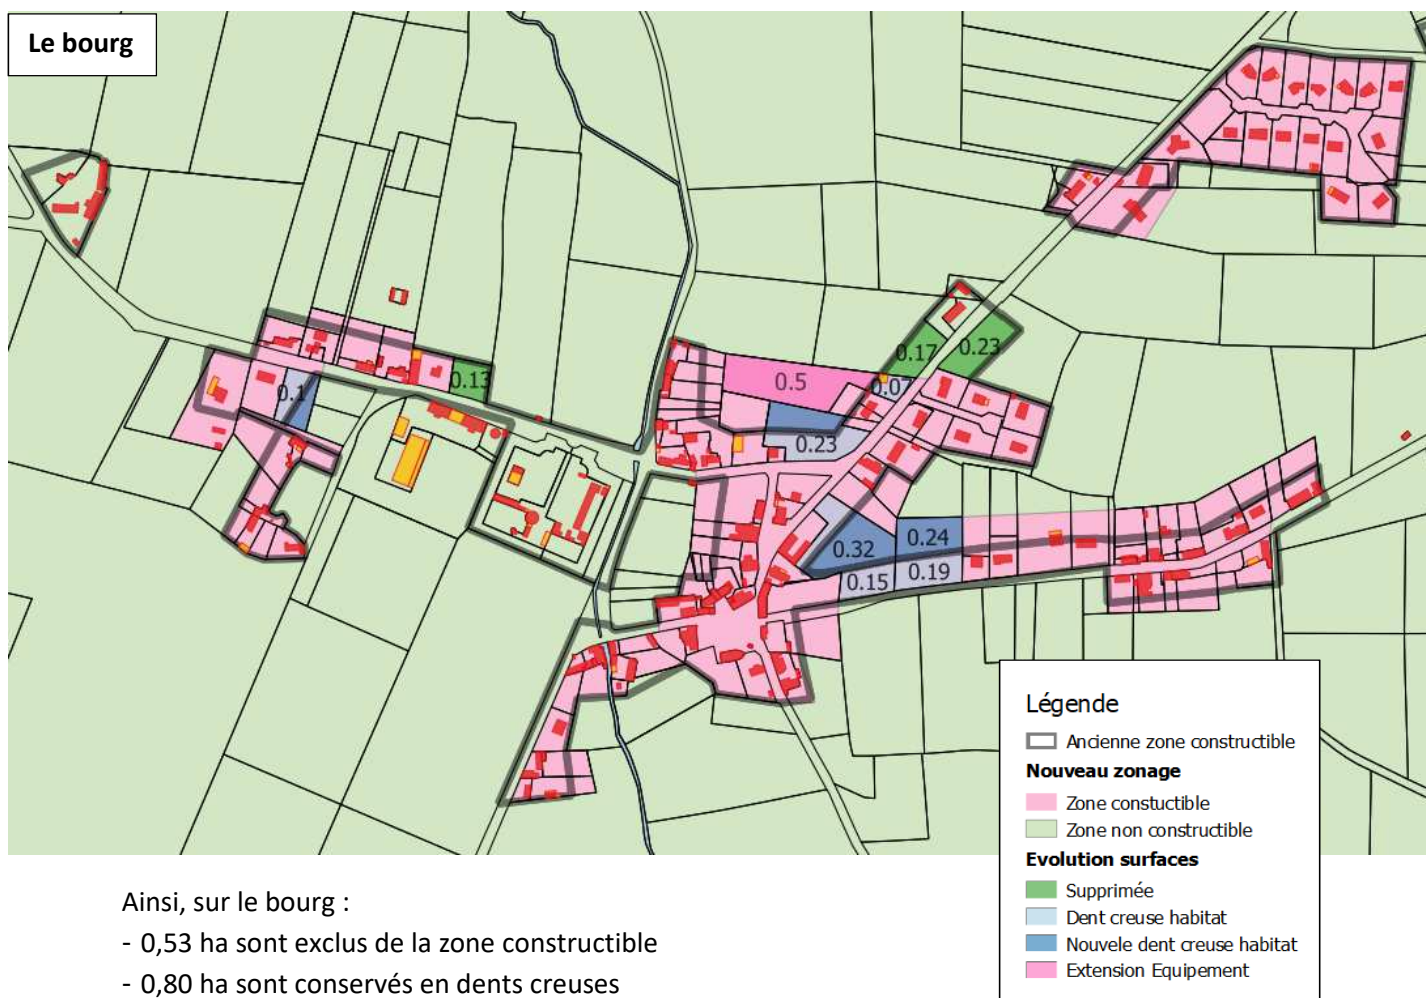 Le bourg
0.17
0.23
0.13
0.5
0.07
0.1
0.23
0.32
0.24
0.15
0.19
Légende
Ancienne zone constructible
Nouveau zonage
Zone constuctible
Zone non constructible
Evolution surfaces
Supprimée
Dent creuse habitat
Nouvele dent creuse habitat
Extension Equipement
Ainsi, sur le bourg :
- 0,53 ha sont exclus de la zone constructible
- 0,80 ha sont conservés en dents creuses